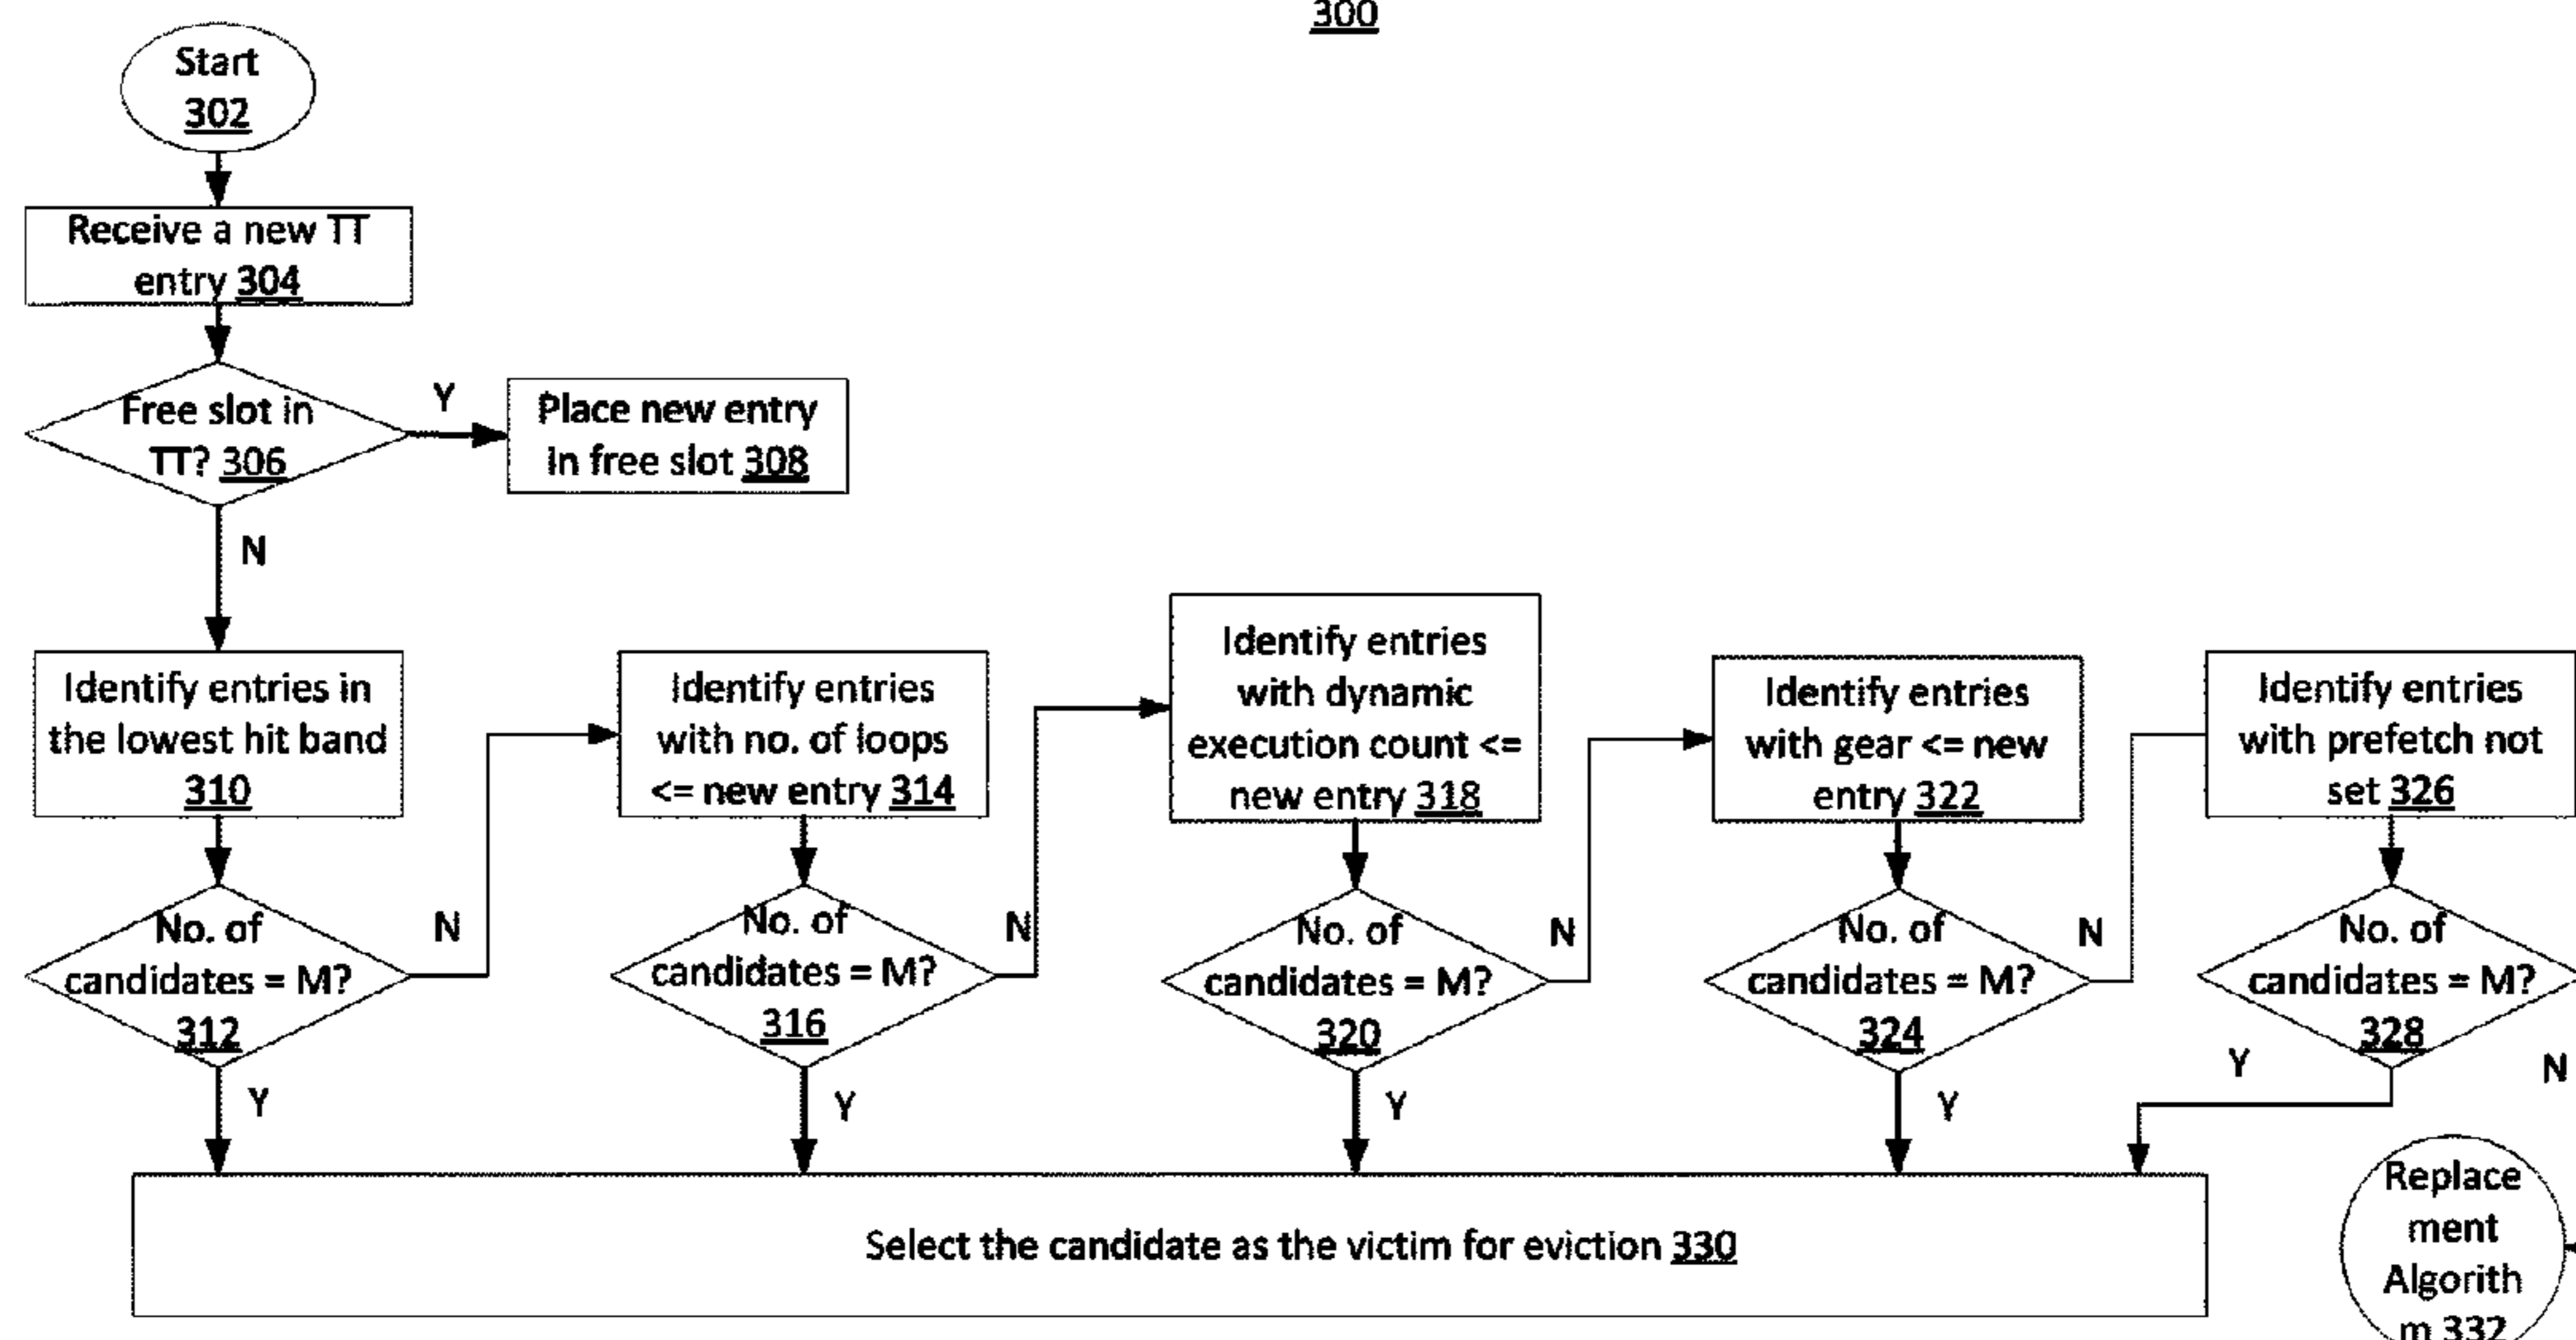 300
Start
302
Receive a new TT
entry 304
Free slot in
TT? 306
Y
Place new entry
in free slot 308
N
Identify entries in
the lowest hit band
310
Identify entries
with no. of loops
<= new entry 314
Identify entries
with dynamic
execution count <=
new entry 318
Identify entries
with gear <= new
entry 322
Identify entries
with prefetch not
set 326
No. of
candidates = M?
312
N
No. of
candidates = M?
316
N
No. of
candidates = M?
320
N
No. of
candidates = M?
324
N
No. of
candidates = M?
328
Y
Y
Y
Y
Y
N
Select the candidate as the victim for eviction 330
Replace
ment
Algorith
m 332